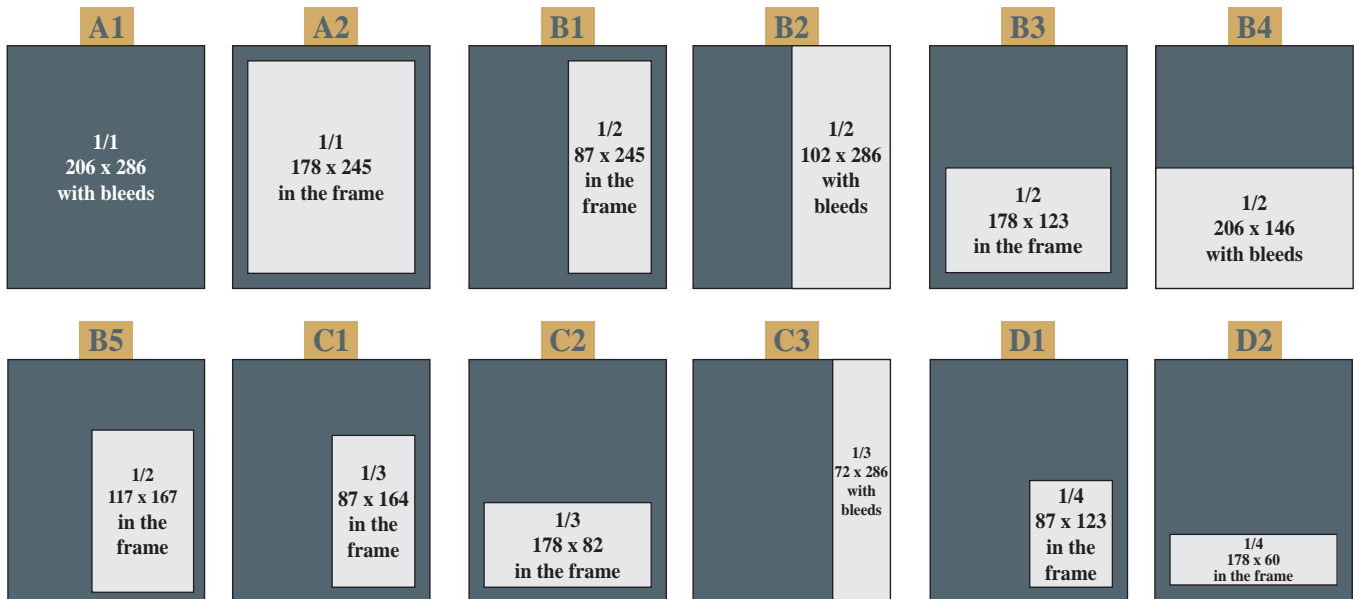 A1
A2
B1
B2
B3
B4
1/1
206 x 286
with bleeds
1/1
178 x 245
in the frame
1/2
87 x 245
in the
frame
1/2
102 x 286
with
bleeds
1/2
178 x 123
in the frame
1/2
206 x 146
with bleeds
B5
C1
C2
C3
D1
D2
1/2
117 x 167
in the
frame
1/3
87 x 164
in the
frame
1/3
178 x 82
in the frame
1/3
72 x 286
with
bleeds
1/4
87 x 123
in the
frame
1/4
178 x 60
in the frame